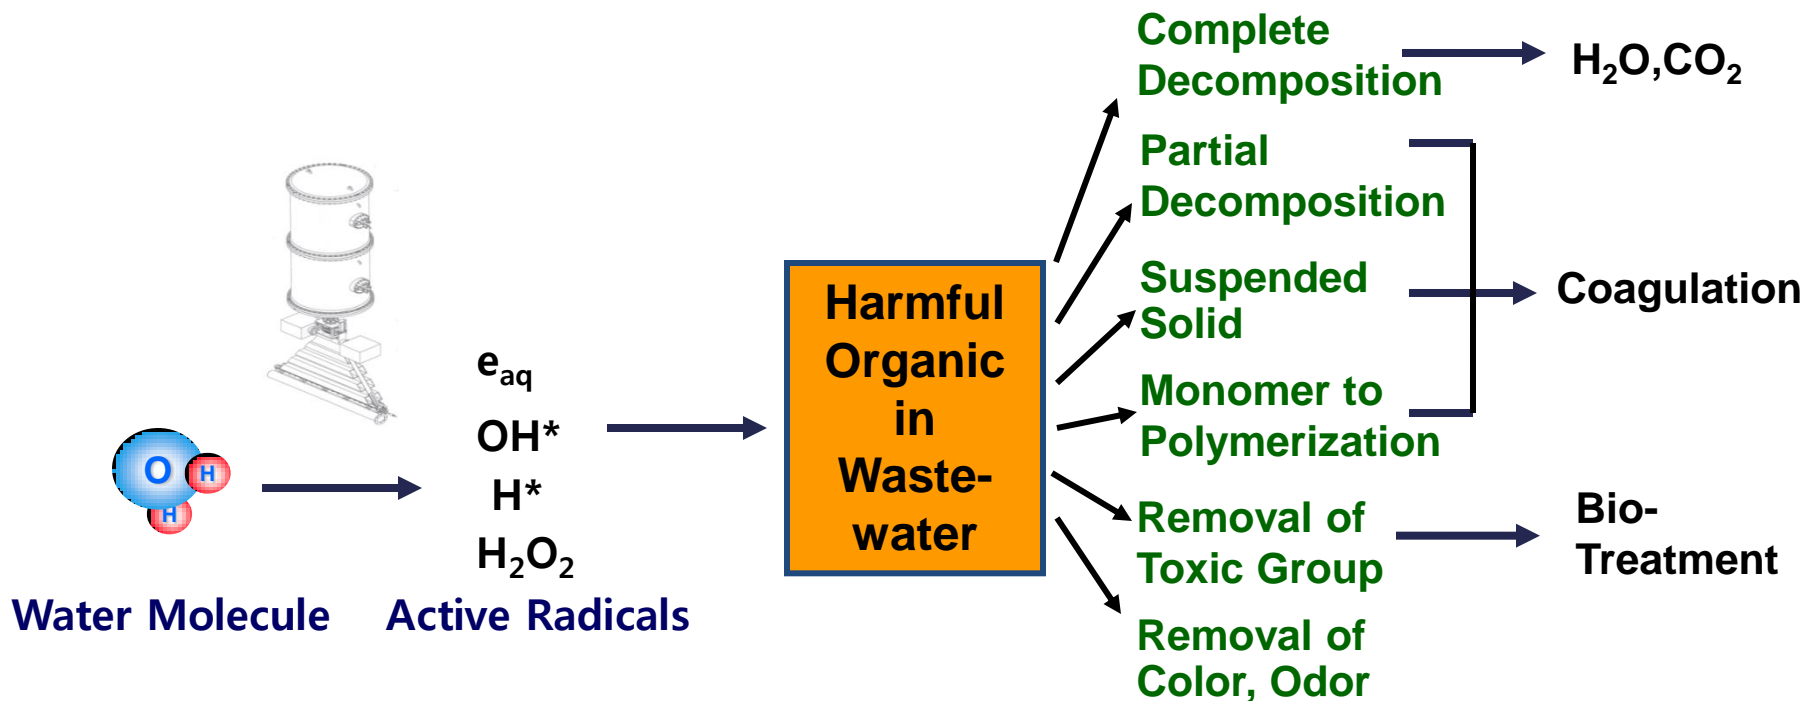 O
H
H
Water Molecule
e_aq
OH*
H*
H₂O₂
Active Radicals
Harmful
Organic
in
Waste-
water
Complete
Decomposition
H₂O,CO₂
Partial
Decomposition
Suspended
Solid
Monomer to
Polymerization
Coagulation
Removal of
Toxic Group
Bio-
Treatment
Removal of
Color, Odor